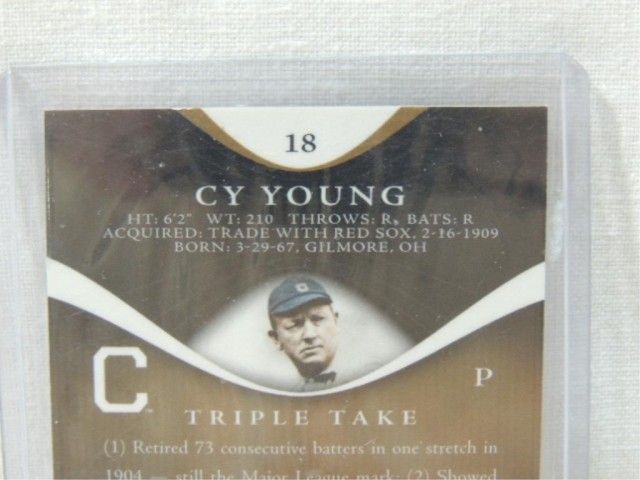 18
CY YOUNG
HT: 6'2" WT: 210 THROWS: R, BATS: R
ACQUIRED: TRADE WITH RED SOX, 2-16-1909
BORN: 3-29-67, GILMORE, OH
C
C
P
TRIPLE TAKE
(1) Retired 73 consecutive batters in one stretch in
1904 — still the Major League mark; (2) Showed